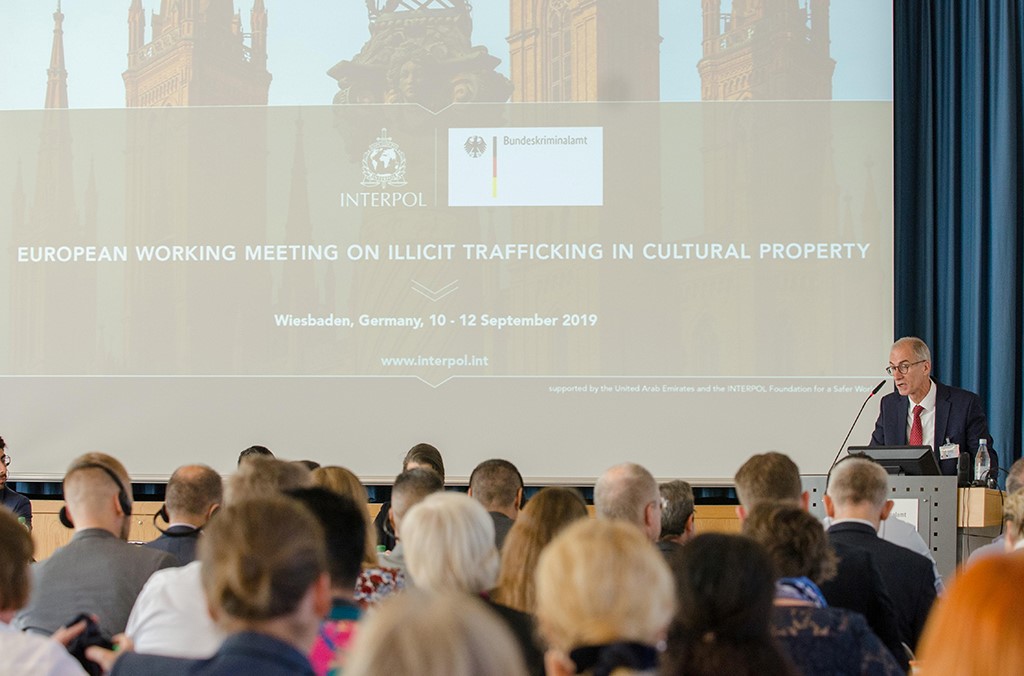 INTERPOL
Bundeskriminalamt
EUROPEAN WORKING MEETING ON ILLICIT TRAFFICKING IN CULTURAL PROPERTY
Wiesbaden, Germany, 10 - 12 September 2019
www.interpol.int
supported by the United Arab Emirates and the INTERPOL Foundation for a Safer